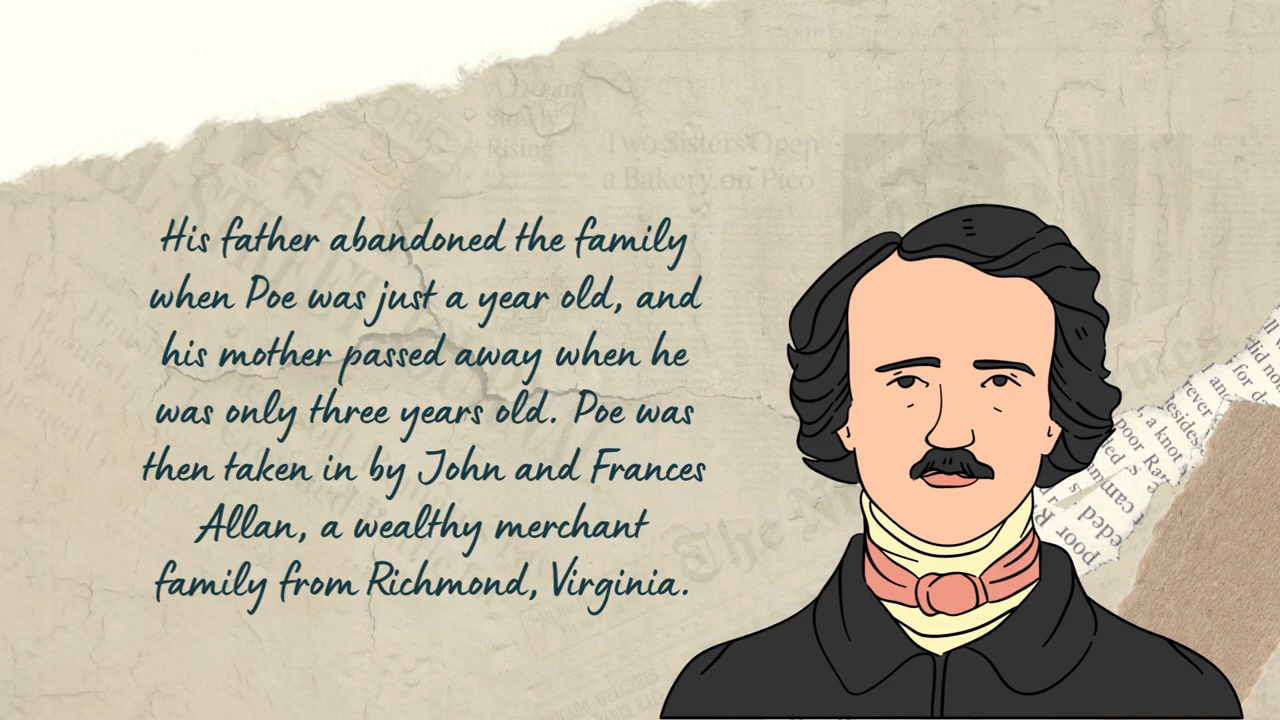 A Dream
Slowly
Rising
Two Sisters Open
a Bakery on Pico
His father abandoned the family
when Poe was just a year old, and
his mother passed away when he
was only three years old. Poe was
then taken in by John and Frances
Allan, a wealthy merchant
family from Richmond, Virginia.